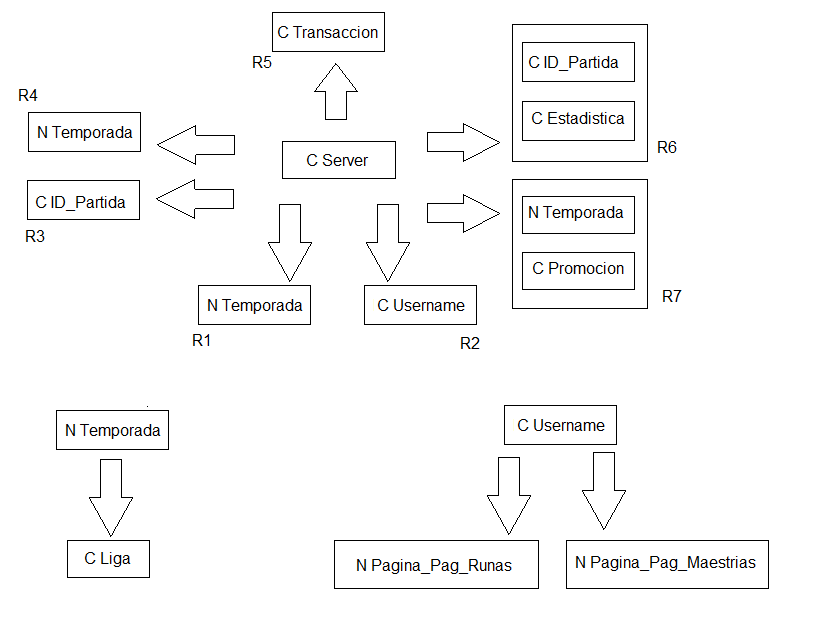 C Transaccion
R5
C ID_Partida
C Estadistica
R6
R4
N Temporada
C Server
C ID_Partida
R3
N Temporada
C Promocion
R7
N Temporada
R1
C Username
R2
N Temporada
C Liga
C Username
N Pagina_Pag_Runas
N Pagina_Pag_Maestrias